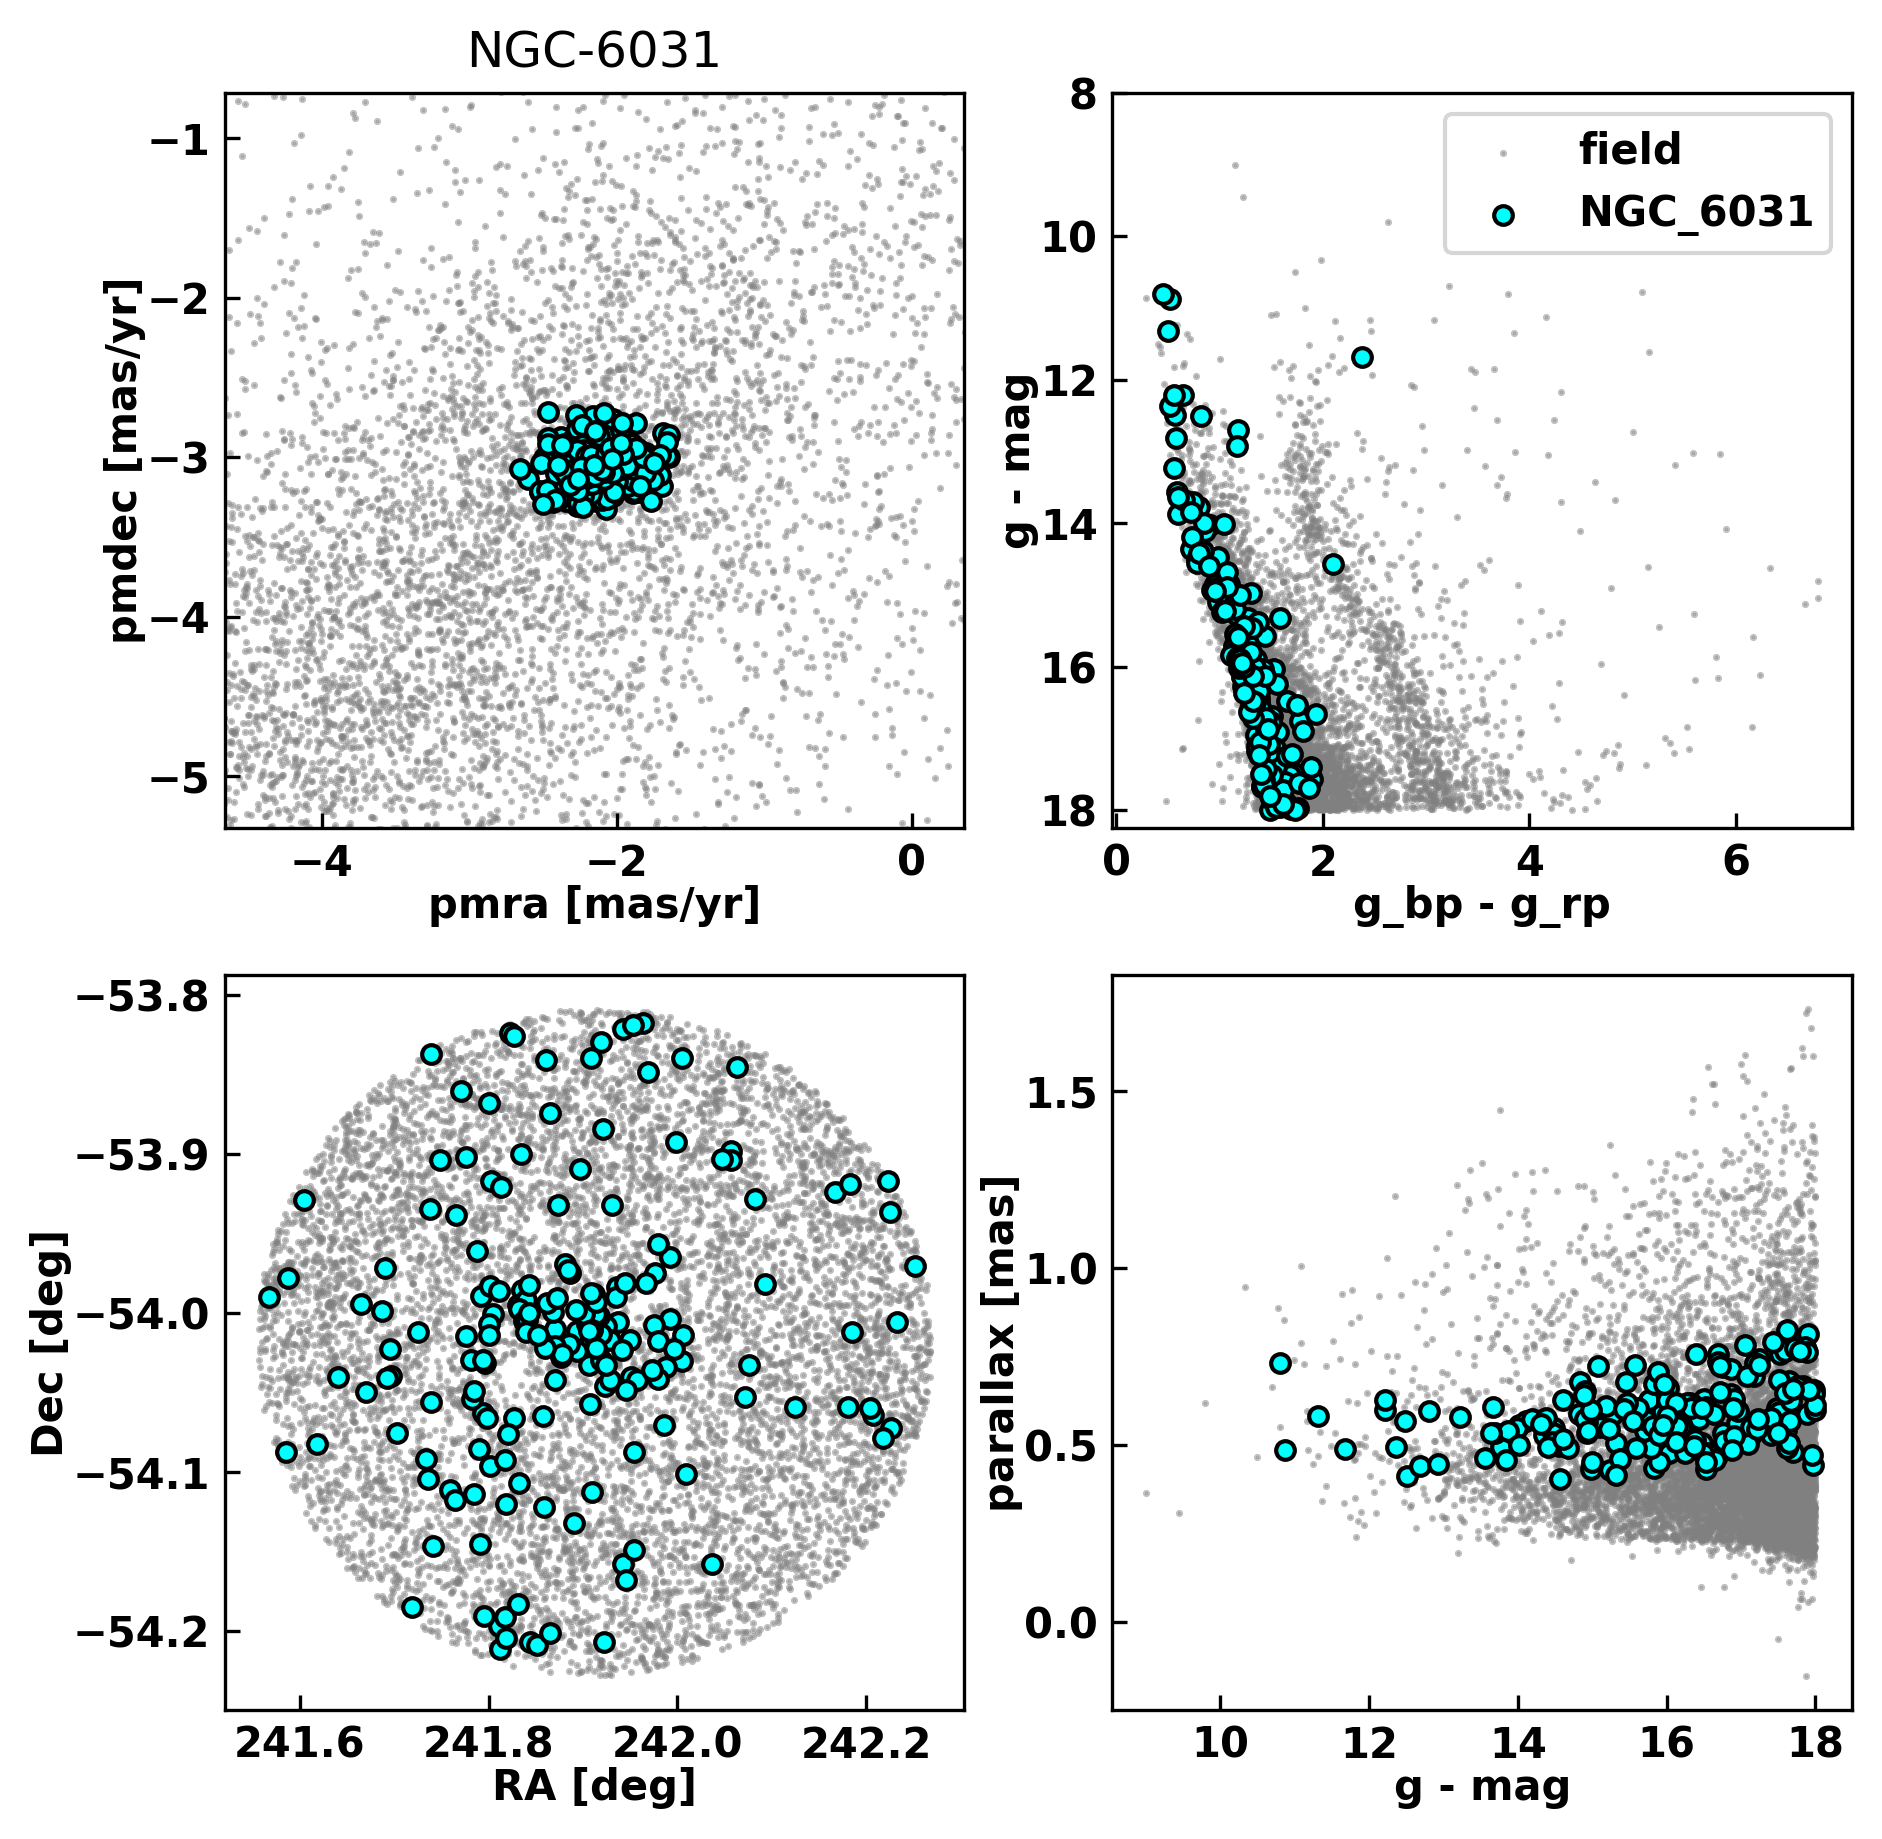 NGC-6031
−1
−2
−3
−4
−5
pmdec [mas/yr]
−4 −2 0
pmra [mas/yr]
8
10
12
14
16
18
g - mag
field
NGC_6031
0 2 4 6
g_bp - g_rp
−53.8
−53.9
−54.0
−54.1
−54.2
Dec [deg]
241.6 241.8 242.0 242.2
RA [deg]
1.5
1.0
0.5
0.0
parallax [mas]
10 12 14 16 18
g - mag